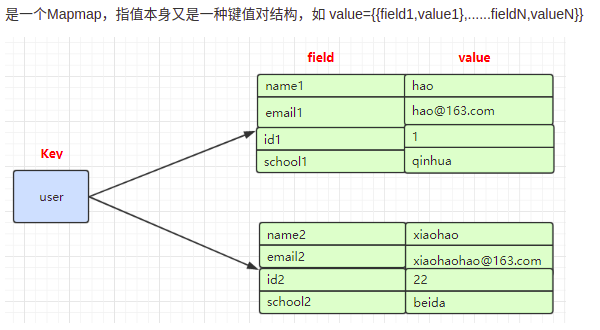 是一个Mapmap，指值本身又是一种键值对结构，如 value={{field1,value1},......fieldN,valueN}}
field value
name1 hao
email1 hao@163.com
id1 1
school1 qinhua
Key
user
name2 xiaohao
email2 xiaohaohao@163.com
id2 22
school2 beida